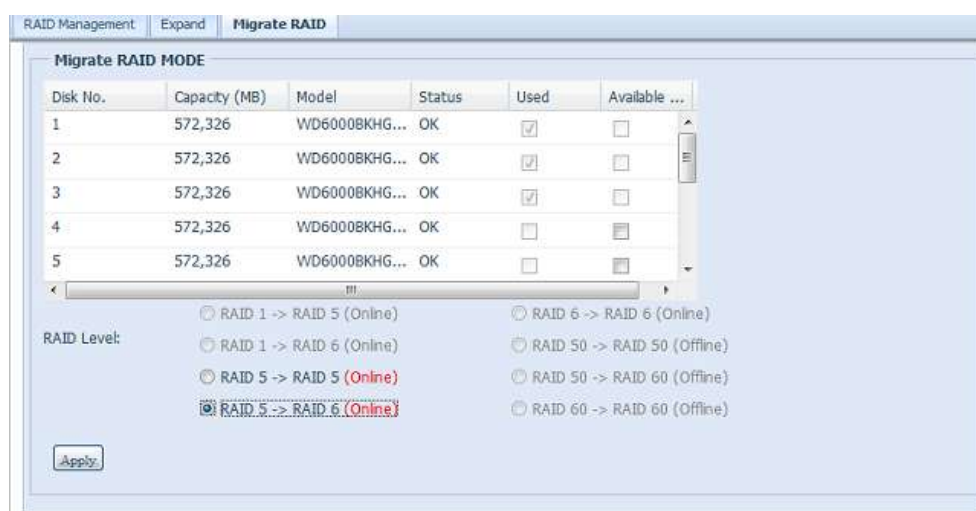 RAID Management Expand Migrate RAID
Migrate RAID MODE
Disk No. Capacity (MB) Model Status Used Available ...
1 572,326 WD6000BKHG... OK
2 572,326 WD6000BKHG... OK
3 572,326 WD6000BKHG... OK
4 572,326 WD6000BKHG... OK
5 572,326 WD6000BKHG... OK
RAID Level:
RAID 1 -> RAID 5 (Online) RAID 6 -> RAID 6 (Online)
RAID 1 -> RAID 6 (Online) RAID 50 -> RAID 50 (Offline)
RAID 5 -> RAID 5 (Online) RAID 50 -> RAID 60 (Offline)
RAID 5 -> RAID 6 (Online) RAID 60 -> RAID 60 (Offline)
Apply